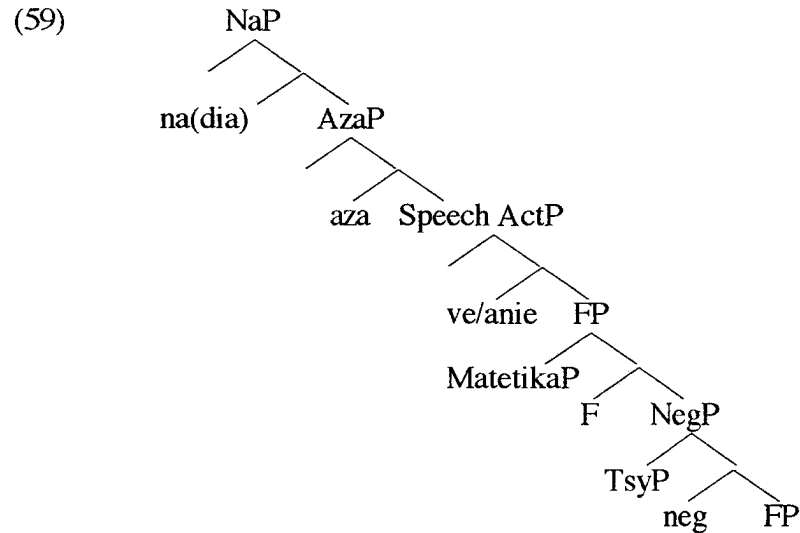 (59) NaP
na(dia) AzaP
aza Speech ActP
ve/anie FP
MatetikaP
F NegP
TsyP
neg FP